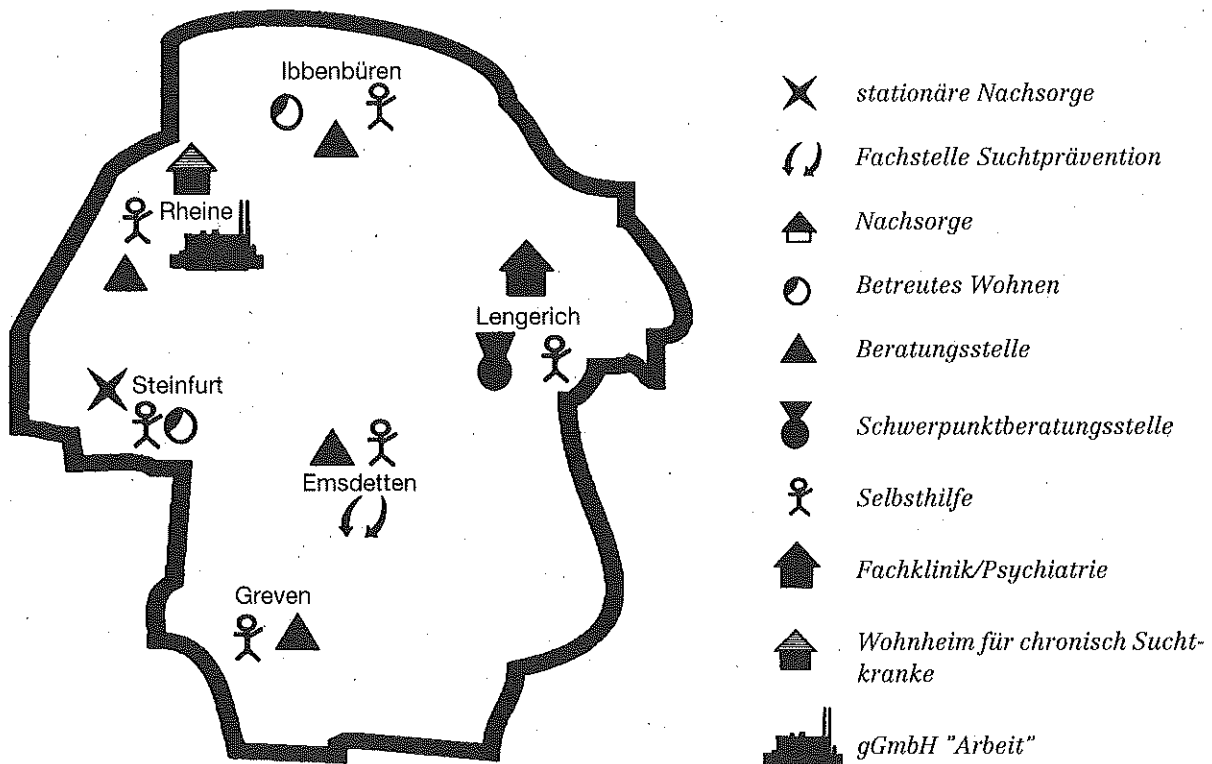 Ibbenbüren
Rheine
Lengerich
Steinfurt
Emsdetten
Greven
stationäre Nachsorge
Fachstelle Suchtprävention
Nachsorge
Betreutes Wohnen
Beratungsstelle
Schwerpunktberatungsstelle
Selbsthilfe
Fachklinik/Psychiatrie
Wohnheim für chronisch Sucht-
kranke
gGmbH "Arbeit"